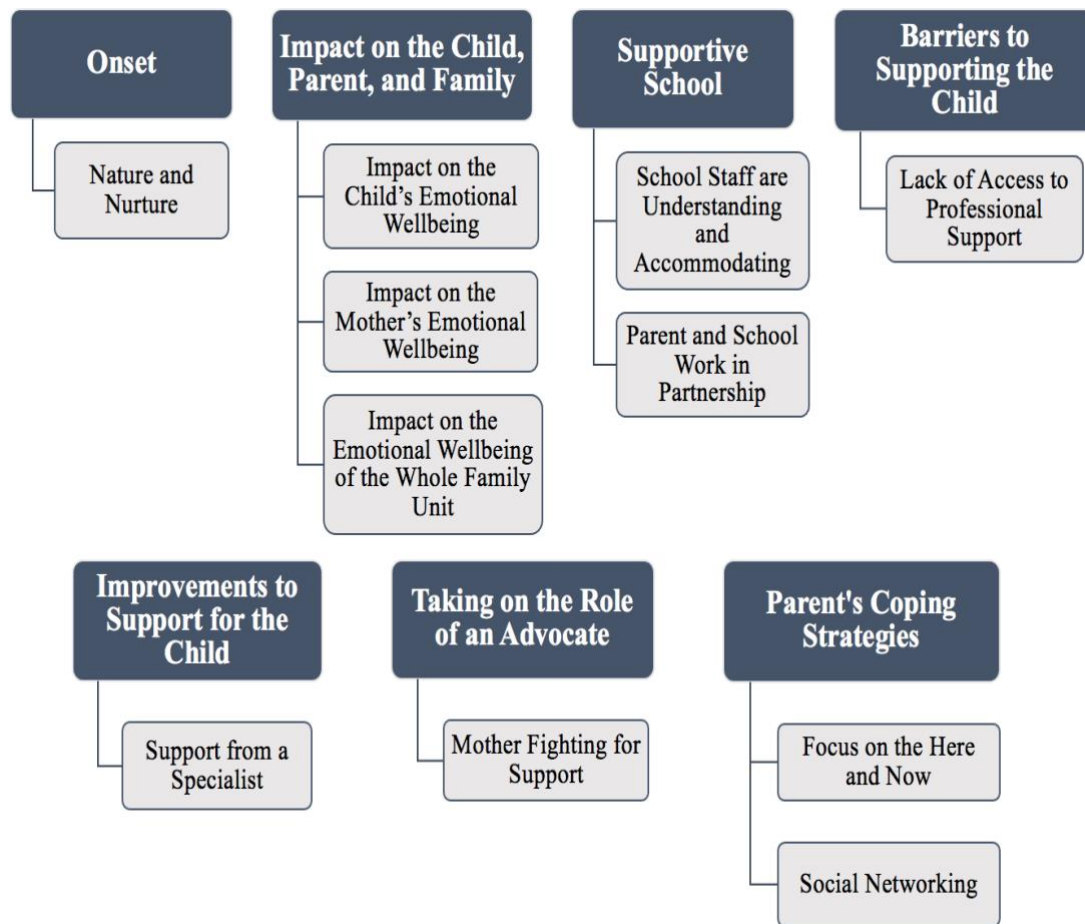 Onset
Nature and
Nurture
Impact on the Child,
Parent, and Family
Impact on the
Child’s Emotional
Wellbeing
Impact on the
Mother’s Emotional
Wellbeing
Impact on the
Emotional Wellbeing
of the Whole Family
Unit
Supportive
School
School Staff are
Understanding
and
Accommodating
Parent and School
Work in
Partnership
Barriers to
Supporting the
Child
Lack of Access to
Professional
Support
Improvements to
Support for the
Child
Support from a
Specialist
Taking on the Role
of an Advocate
Mother Fighting for
Support
Parent's Coping
Strategies
Focus on the Here
and Now
Social Networking